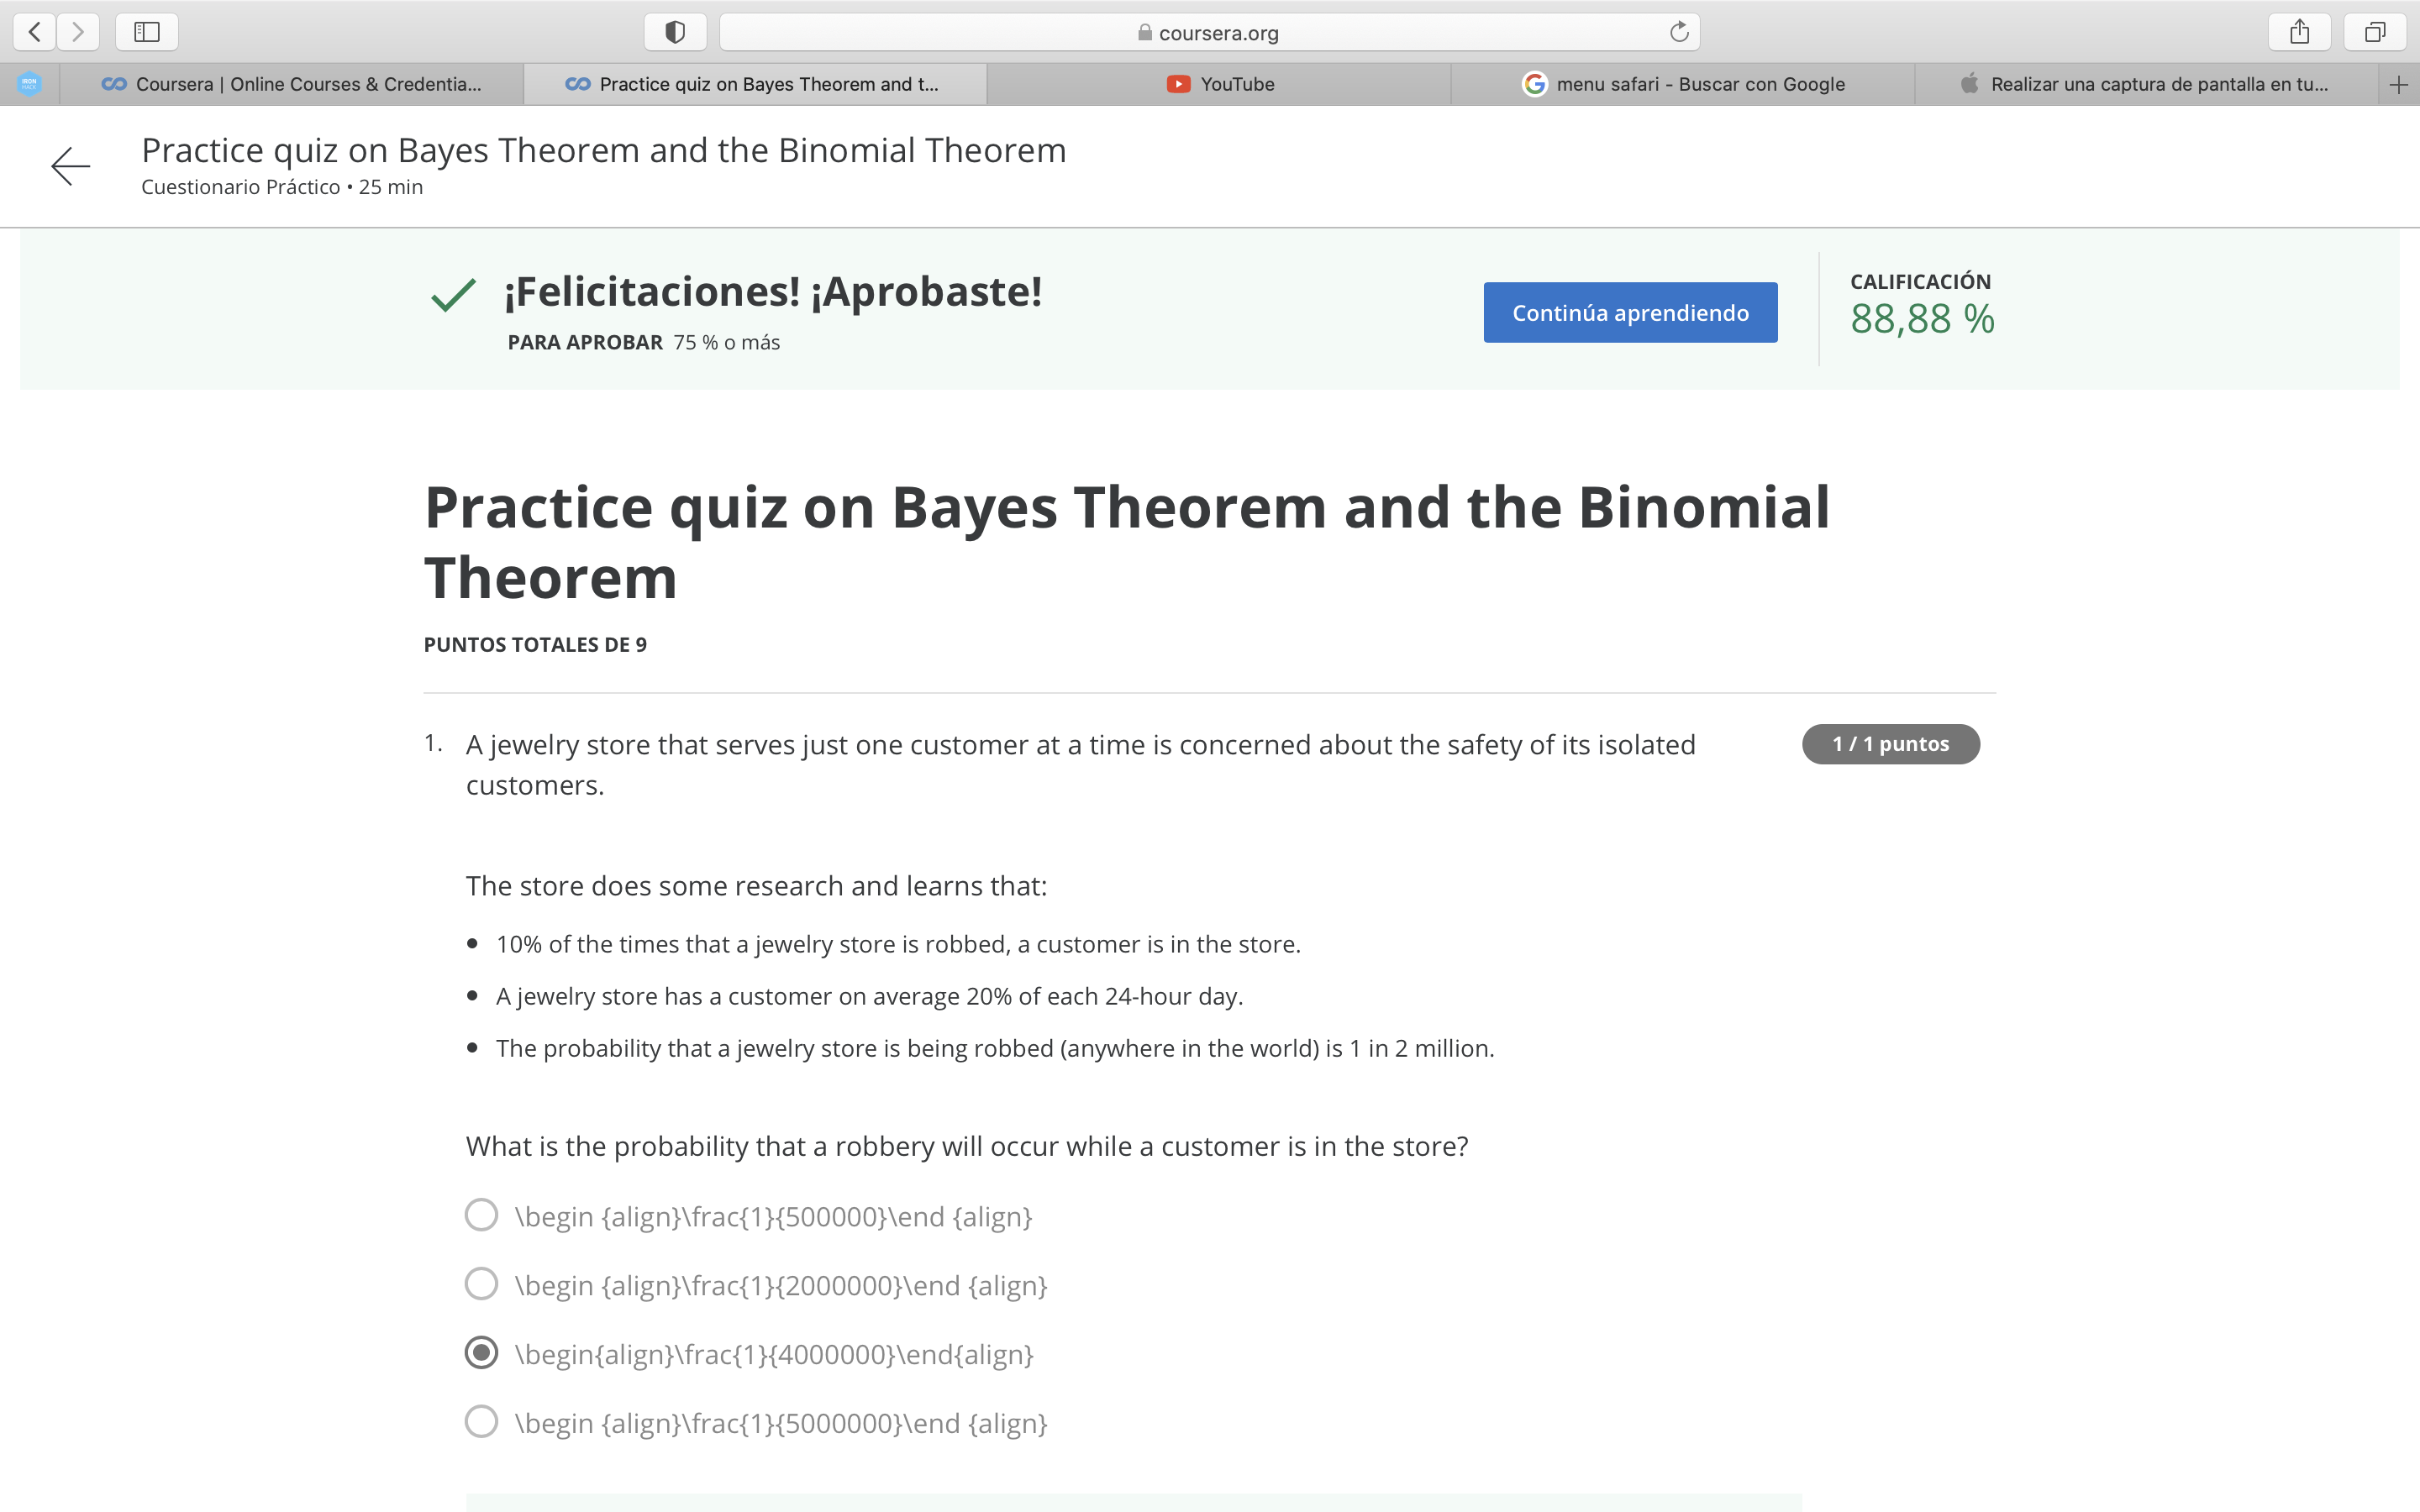 coursera.org
Coursera | Online Courses & Credentia...
Practice quiz on Bayes Theorem and t...
YouTube
menu safari - Buscar con Google
Realizar una captura de pantalla en tu...
Practice quiz on Bayes Theorem and the Binomial Theorem
Cuestionario Práctico • 25 min
¡Felicitaciones! ¡Aprobaste!
PARA APROBAR 75 % o más
Continúa aprendiendo
CALIFICACIÓN
88,88 %
Practice quiz on Bayes Theorem and the Binomial
Theorem
PUNTOS TOTALES DE 9
1. A jewelry store that serves just one customer at a time is concerned about the safety of its isolated
customers.
1 / 1 puntos
The store does some research and learns that:
• 10% of the times that a jewelry store is robbed, a customer is in the store.
• A jewelry store has a customer on average 20% of each 24-hour day.
• The probability that a jewelry store is being robbed (anywhere in the world) is 1 in 2 million.
What is the probability that a robbery will occur while a customer is in the store?
\begin {align}\frac{1}{500000}\end {align}
\begin {align}\frac{1}{2000000}\end {align}
\begin{align}\frac{1}{4000000}\end{align}
\begin {align}\frac{1}{5000000}\end {align}